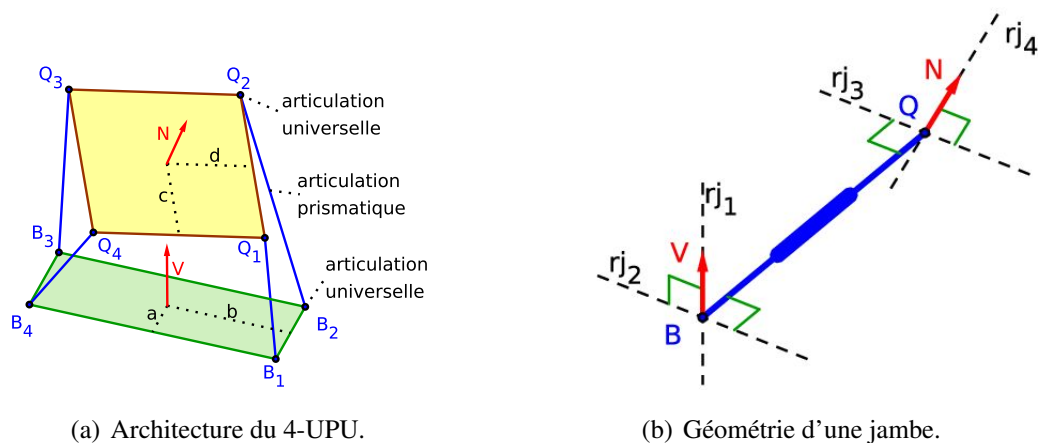 Q3
Q2
articulation
universelle
N
d
c
articulation
prismatique
B3
Q4
Q1
V
articulation
universelle
a
b
B4
B2
B1
(a) Architecture du 4-UPU.
rj4
rj3
N
Q
rj1
V
rj2
B
(b) Géométrie d'une jambe.